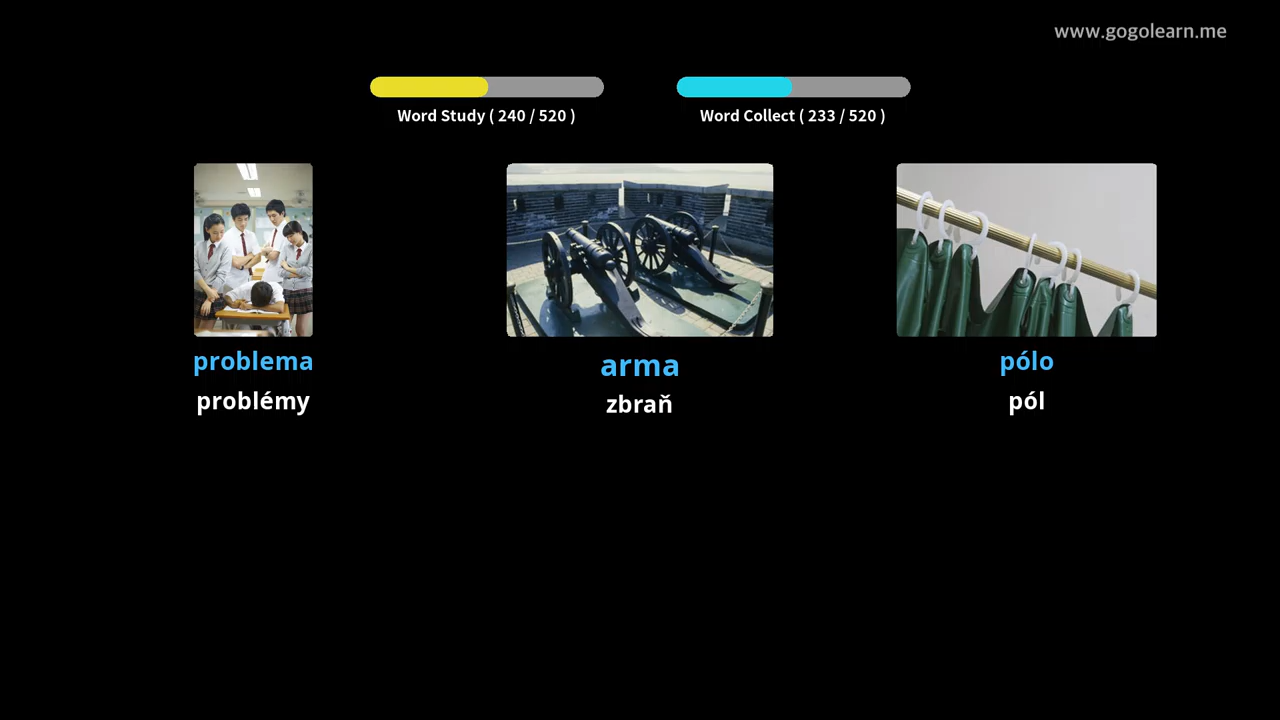 www.gogolearn.me
Word Study ( 240 / 520 )
Word Collect ( 233 / 520 )
problema
problémy
arma
zbraň
pólo
pól